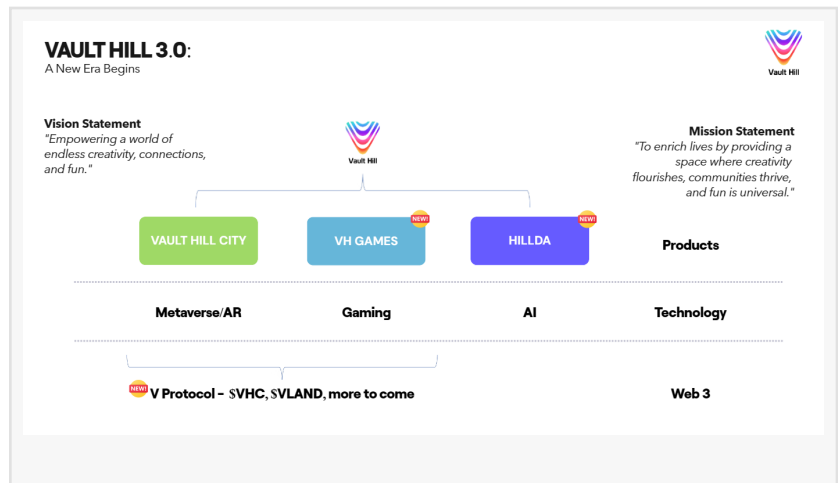 VAULT HILL 3.0:
A New Era Begins
Vault Hill
Vision Statement
"Empowering a world of
endless creativity, connections,
and fun."
Vault Hill
Mission Statement
"To enrich lives by providing a
space where creativity
flourishes, communities thrive,
and fun is universal."
VAULT HILL CITY
NEW!
VH GAMES
NEW!
HILLDA
Products
Metaverse/AR
Gaming
AI
Technology
NEW!
V Protocol - $VHC, $VLAND, more to come
Web 3